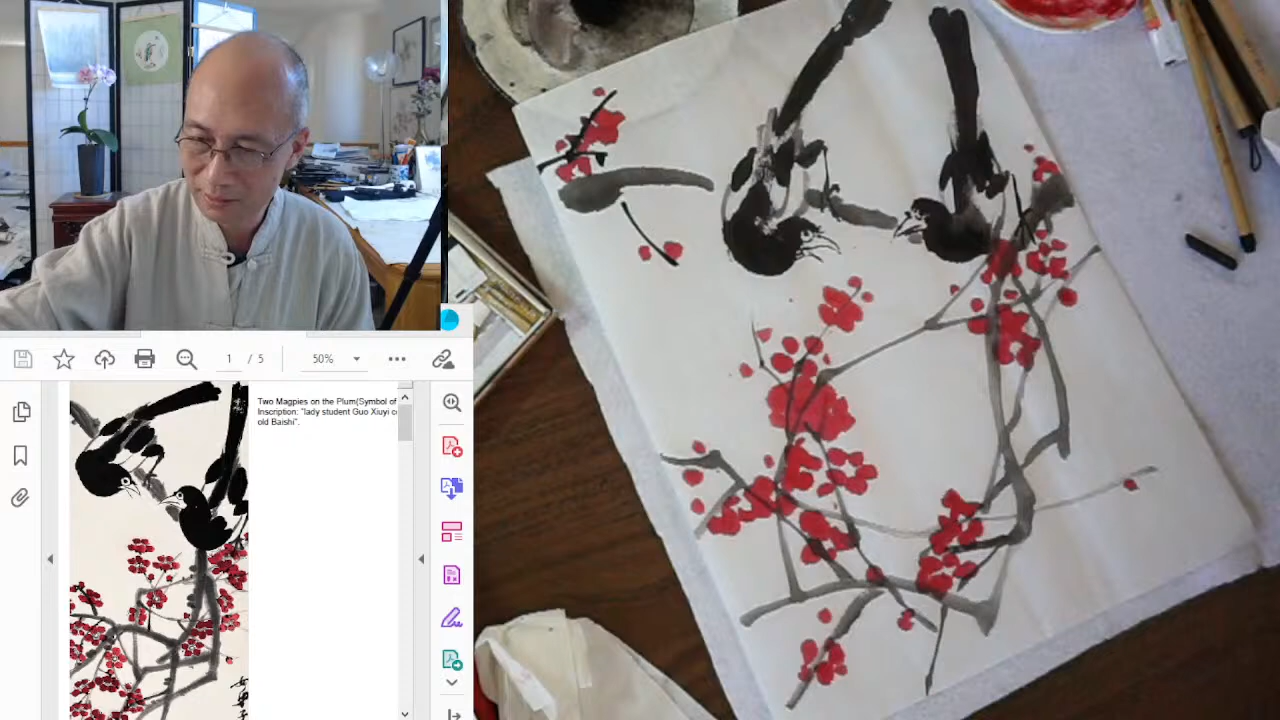 1 / 5
50%
Two Magpies on the Plum(Symbol of
Inscription: "lady student Guo Xiuyi c
old Baishi".